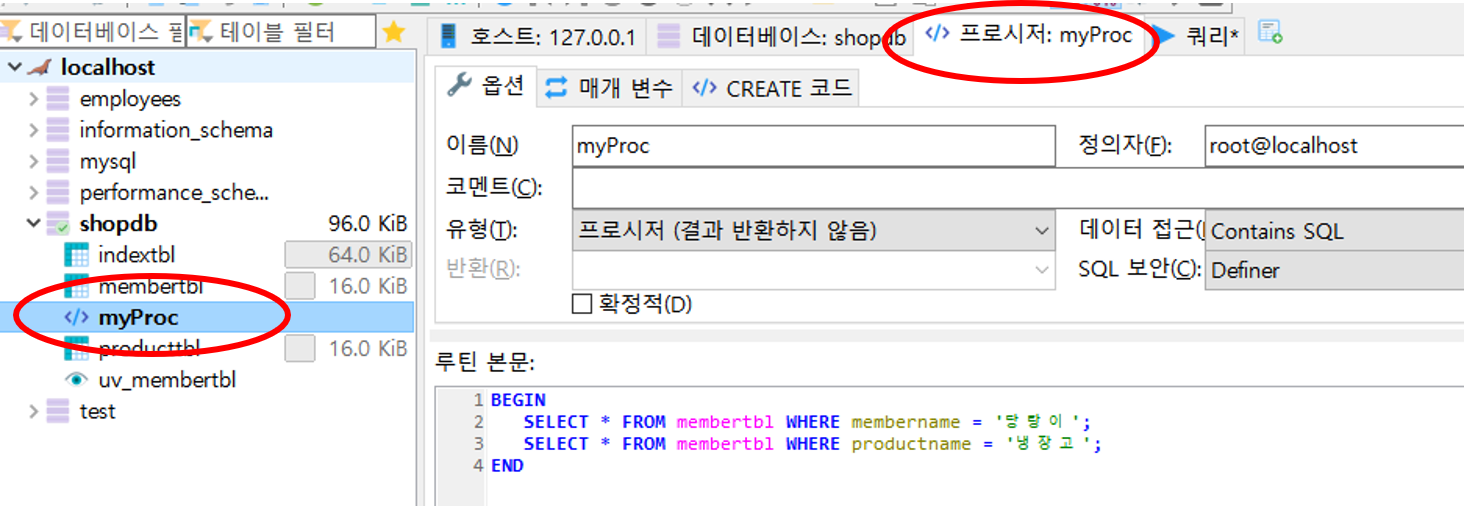 데이터베이스 필 테이블 필터
호스트: 127.0.0.1 데이터베이스: shopdb 프로시저: myProc 쿼리*
localhost
employees
information_schema
mysql
performance_sche...
shopdb 96.0 KiB
indextbl 64.0 KiB
membertbl 16.0 KiB
myProc
producttbl 16.0 KiB
uv_membertbl
test
옵션 매개 변수 CREATE 코드
이름(N) myProc 정의자(F): root@localhost
코멘트(C):
유형(T): 프로시저 (결과 반환하지 않음) 데이터 접근( Contains SQL
반환(R): SQL 보안(C): Definer
확정적(D)
루틴 본문:
1 BEGIN
2 SELECT * FROM membertbl WHERE membername = '탕탕이';
3 SELECT * FROM membertbl WHERE productname = '냉장고';
4 END